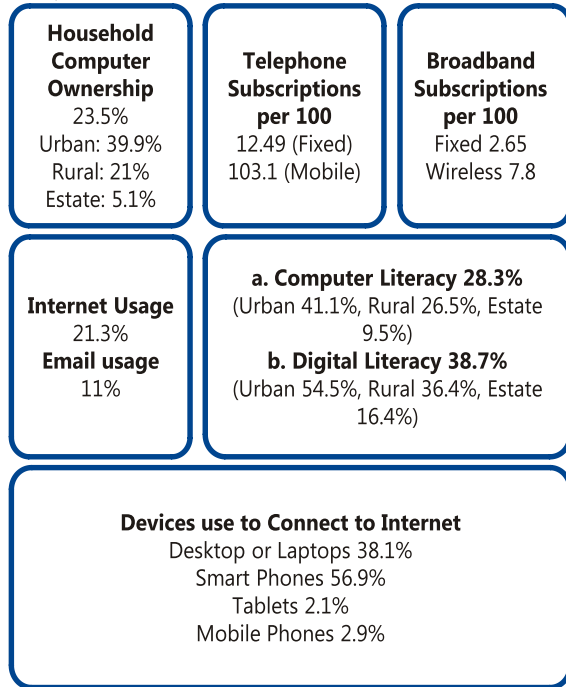 Household
Computer
Ownership
23.5%
Urban: 39.9%
Rural: 21%
Estate: 5.1%
Telephone
Subscriptions
per 100
12.49 (Fixed)
103.1 (Mobile)
Broadband
Subscriptions
per 100
Fixed 2.65
Wireless 7.8
Internet Usage
21.3%
Email usage
11%
a. Computer Literacy 28.3%
(Urban 41.1%, Rural 26.5%, Estate
9.5%)
b. Digital Literacy 38.7%
(Urban 54.5%, Rural 36.4%, Estate
16.4%)
Devices use to Connect to Internet
Desktop or Laptops 38.1%
Smart Phones 56.9%
Tablets 2.1%
Mobile Phones 2.9%